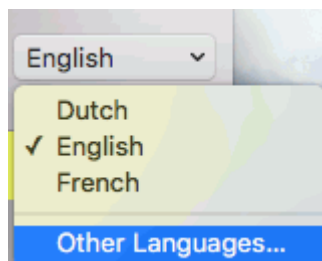 English
Dutch
✓ English
French
Other Languages...